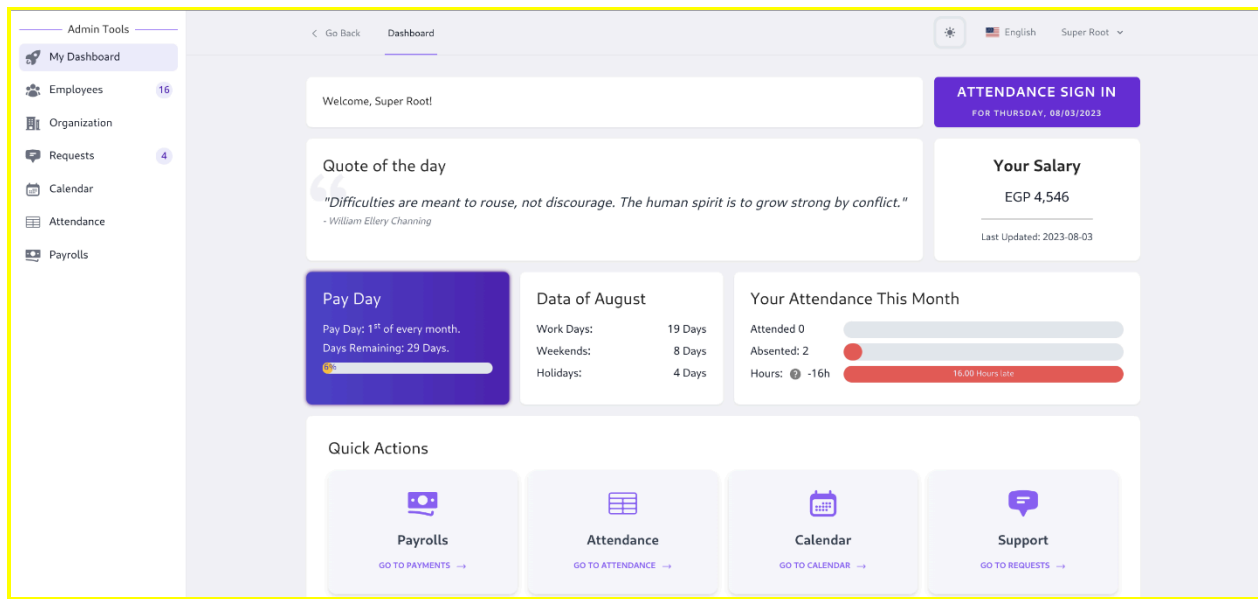 Admin Tools
My Dashboard
Employees 16
Organization
Requests 4
Calendar
Attendance
Payrolls
Go Back Dashboard
English Super Root
Welcome, Super Root!
ATTENDANCE SIGN IN
FOR THURSDAY, 08/03/2023
Quote of the day
"Difficulties are meant to rouse, not discourage. The human spirit is to grow strong by conflict."
- William Ellery Channing
Your Salary
EGP 4,546
Last Updated: 2023-08-03
Pay Day
Pay Day: 1st of every month.
Days Remaining: 29 Days.
6%
Data of August
Work Days: 19 Days
Weekends: 8 Days
Holidays: 4 Days
Your Attendance This Month
Attended 0
Absented: 2
Hours: ? -16h 16.00 Hours late
Quick Actions
Payrolls
GO TO PAYMENTS →
Attendance
GO TO ATTENDANCE →
Calendar
GO TO CALENDAR →
Support
GO TO REQUESTS →